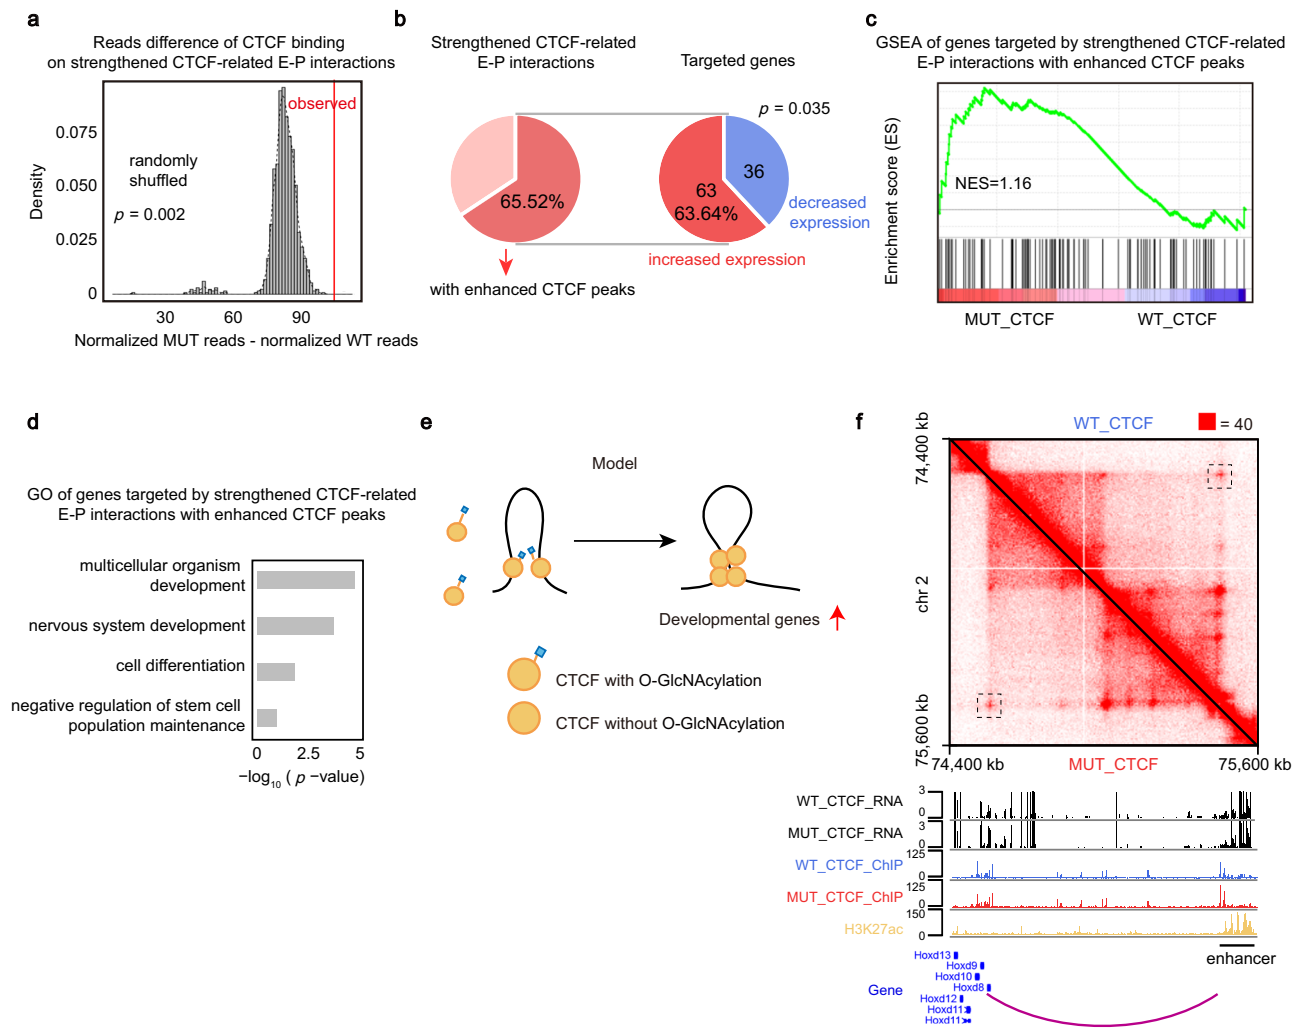 a
Reads difference of CTCF binding
on strengthened CTCF-related E-P interactions
observed
randomly
shuffled
p = 0.002
Density
0.075
0.050
0.025
0
30 60 90
Normalized MUT reads - normalized WT reads
b
Strengthened CTCF-related
E-P interactions
Targeted genes
p = 0.035
65.52%
36
63
63.64%
decreased
expression
increased expression
with enhanced CTCF peaks
c
GSEA of genes targeted by strengthened CTCF-related
E-P interactions with enhanced CTCF peaks
Enrichment score (ES)
NES=1.16
MUT_CTCF WT_CTCF
d
GO of genes targeted by strengthened CTCF-related
E-P interactions with enhanced CTCF peaks
multicellular organism
development
nervous system development
cell differentiation
negative regulation of stem cell
population maintenance
0 2.5 5
−log10 ( p −value)
e
Model
Developmental genes
CTCF with O-GlcNAcylation
CTCF without O-GlcNAcylation
f
WT_CTCF
= 40
74,400 kb
chr 2
75,600 kb
74,400 kb MUT_CTCF 75,600 kb
WT_CTCF_RNA 3 0
MUT_CTCF_RNA 3 0
WT_CTCF_ChIP 125 0
MUT_CTCF_ChIP 125 0
H3K27ac 150 0
enhancer
Gene
Hoxd13
Hoxd9
Hoxd10
Hoxd8
Hoxd12
Hoxd11
Hoxd11